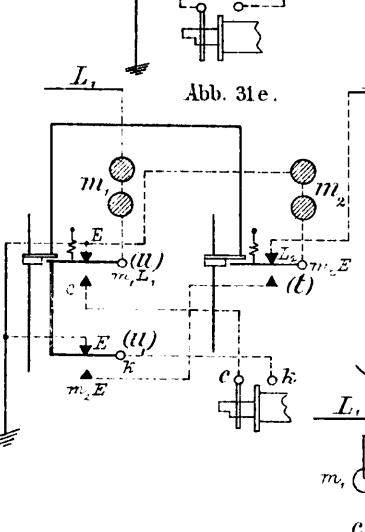 Abb. 31e.
L₁
m₁
m₂
E
(u)
m₁L₁
c
L₂
m₂E
(t)
E
(u)
k
m₂E
c
k
L₁
m₁
c